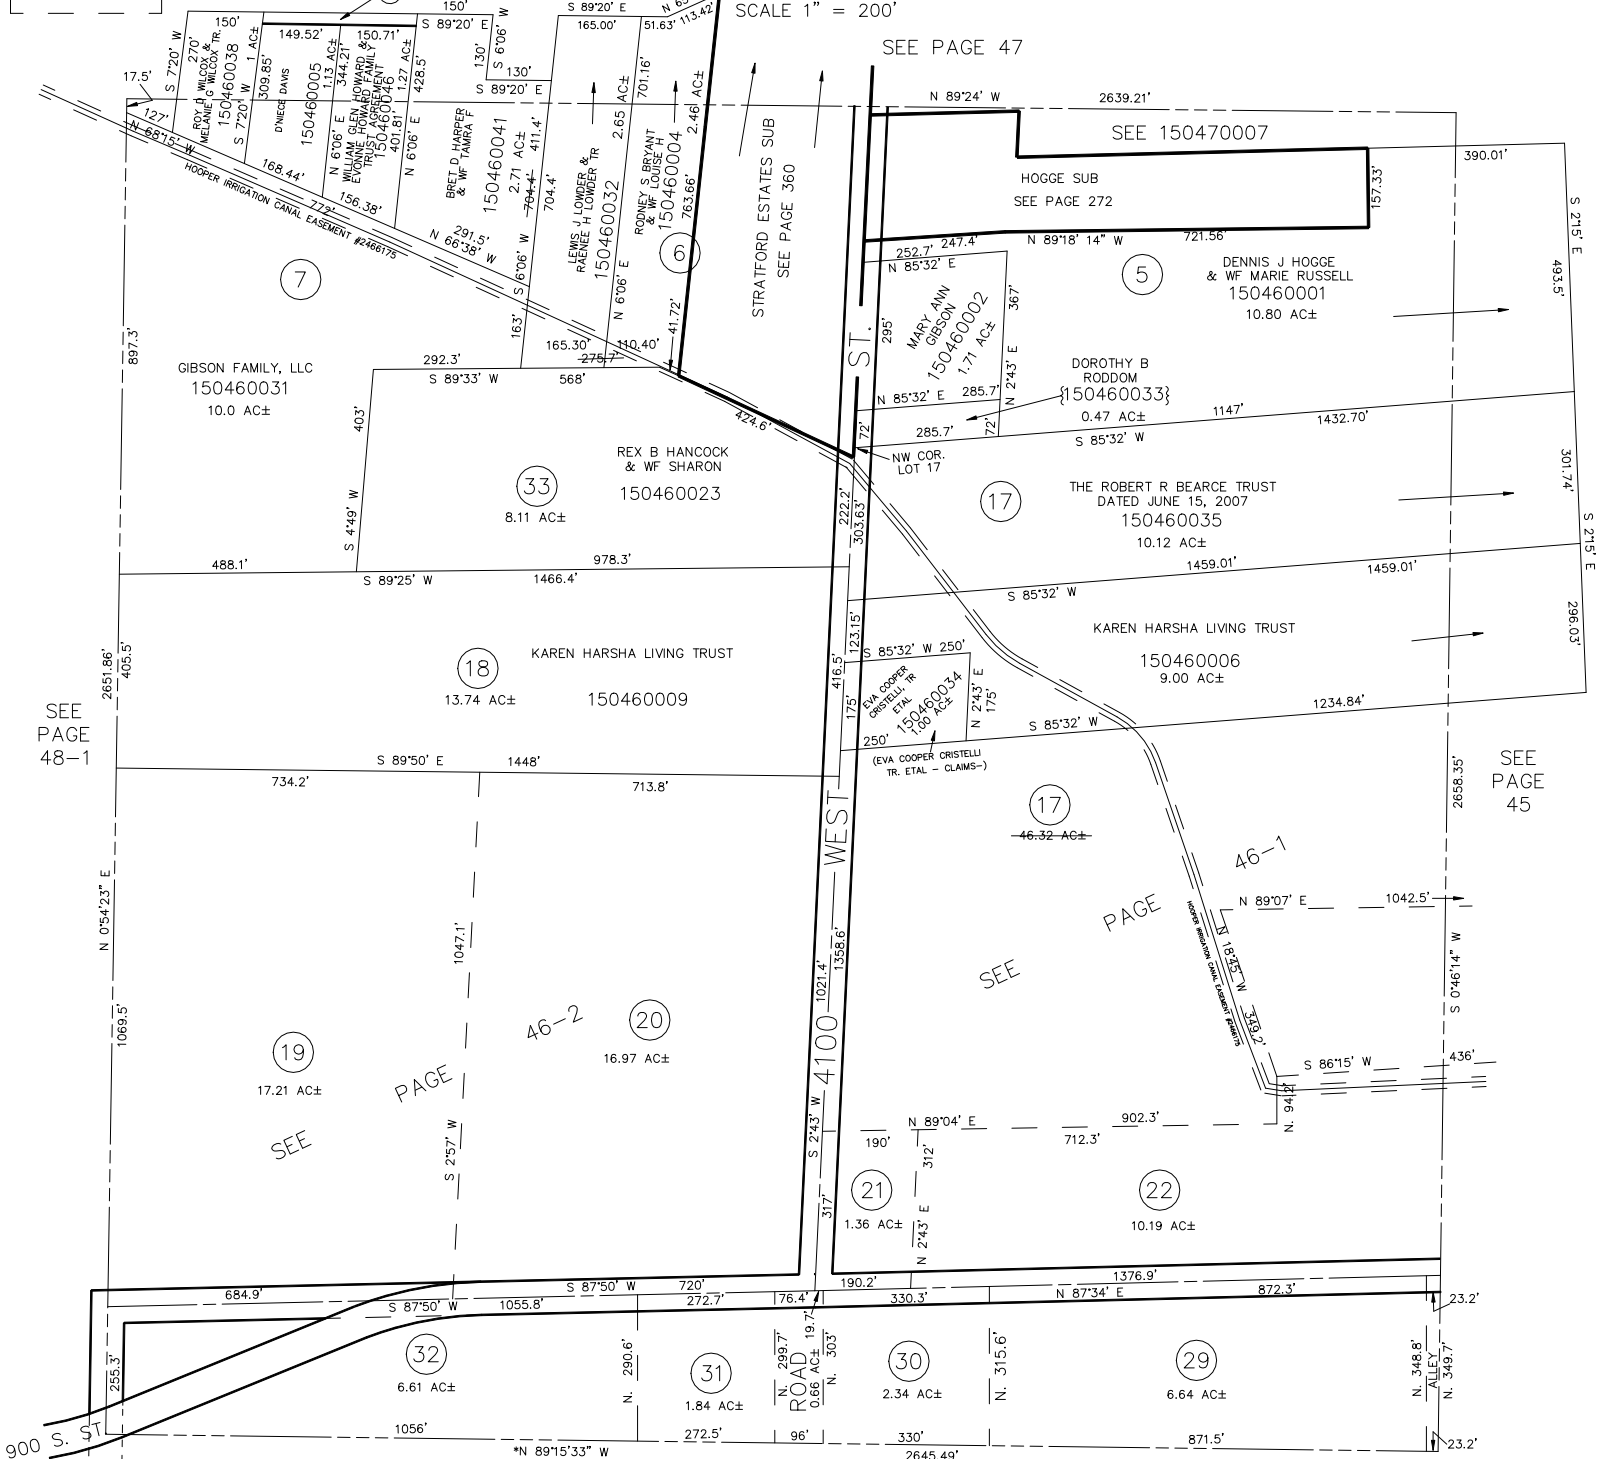 SCALE 1" = 200'
SEE PAGE 47
150'
150'
S 89°20' E
S 89°20' E
165.00'
51.63'
113.42'
149.52'
150.71'
17.5'
S 7°20' W
270'
ROY D WILCOX &
MELANIE G WILCOX TR.
150460038
S 7°20' W
1 AC±
309.85'
D'NIECE DAVIS
150460005
1.13 AC±
344.21'
N 6°06' E
WILLIAM GLEN HOWARD &
EVONNE HOWARD FAMILY
TRUST AGREEMENT
150460046
1.27 AC±
401.81'
428.5'
N 6°06' E
130'
S 6°06' W
130'
S 89°20' E
BRET D HARPER
& WF TAMRA F
150460041
2.71 AC±
704.4'
411.4'
704.4'
S 6°06' W
163'
LEWIS J LOWDER &
RAENEE H LOWDER TR
150460032
2.65 AC±
701.16'
N 6°06' E
RODNEY S BRYANT
& WF LOUISE H
150460004
2.46 AC±
763.66'
6
41.72'
STRATFORD ESTATES SUB
SEE PAGE 360
127'
N 68°15' W
168.44'
156.38'
772'
HOOPER IRRIGATION CANAL EASEMENT #2466175
291.5'
N 66°38' W
165.30'
110.40'
275.7'
N 89°24' W
2639.21'
SEE 150470007
HOGGE SUB
SEE PAGE 272
157.33'
390.01'
S 2°15' E
493.5'
252.7'
247.4'
N 89°18' 14" W
721.56'
N 85°32' E
5
DENNIS J HOGGE
& WF MARIE RUSSELL
150460001
10.80 AC±
MARY ANN
GIBSON
150460002
1.71 AC±
295'
367'
N 2°43' E
N 85°32' E
285.7'
DOROTHY B
RODDOM
{150460033}
0.47 AC±
72'
285.7'
72'
S 85°32' W
1147'
1432.70'
NW COR.
LOT 17
7
897.3'
GIBSON FAMILY, LLC
150460031
10.0 AC±
292.3'
S 89°33' W
568'
403'
S 4°49' W
424.6'
REX B HANCOCK
& WF SHARON
33
150460023
8.11 AC±
222.2'
303.63'
17
THE ROBERT R BEARCE TRUST
DATED JUNE 15, 2007
150460035
10.12 AC±
301.74'
S 2°15' E
488.1'
978.3'
S 89°25' W
1466.4'
1459.01'
1459.01'
S 85°32' W
KAREN HARSHA LIVING TRUST
150460006
9.00 AC±
296.03'
1234.84'
2651.86'
405.5'
18
KAREN HARSHA LIVING TRUST
13.74 AC±
150460009
416.5'
123.15'
S 85°32' W
250'
EVA COOPER
CRISTELLI, TR
ETAL
150460034
1.00 AC±
175'
N 2°43' E
175'
250'
S 85°32' W
(EVA COOPER CRISTELLI
TR. ETAL - CLAIMS-)
SEE
PAGE
48-1
SEE
PAGE
45
S 89°50' E
1448'
734.2'
713.8'
17
46.32 AC±
2658.35'
SEE PAGE 46-1
N 0°54'23" E
1047.1'
1069.5'
1021.4'
1358.6'
4100 WEST ST.
19
17.21 AC±
20
16.97 AC±
SEE PAGE 46-2
S 2°57' W
S 2°43' W
N 89°07' E
1042.5'
N 18°45' W
349.2'
HOOPER IRRIGATION CANAL EASEMENT #2466175
S 0°46'14" W
S 86°15' W
436'
N. 94.2'
N 89°04' E
902.3'
190'
712.3'
312'
N 2°43' E
317'
21
1.36 AC±
22
10.19 AC±
684.9'
S 87°50' W
720'
190.2'
1376.9'
S 87°50' W
1055.8'
272.7'
76.4'
330.3'
N 87°34' E
872.3'
23.2'
255.3'
32
6.61 AC±
N. 290.6'
31
1.84 AC±
N. 299.7'
ROAD
0.66 AC±
19.7'
N. 303'
30
2.34 AC±
N. 315.6'
29
6.64 AC±
N. 348.8'
ALLEY
N. 349.7'
900 S. ST
1056'
272.5'
96'
330'
871.5'
23.2'
*N 89°15'33" W
2645.49'